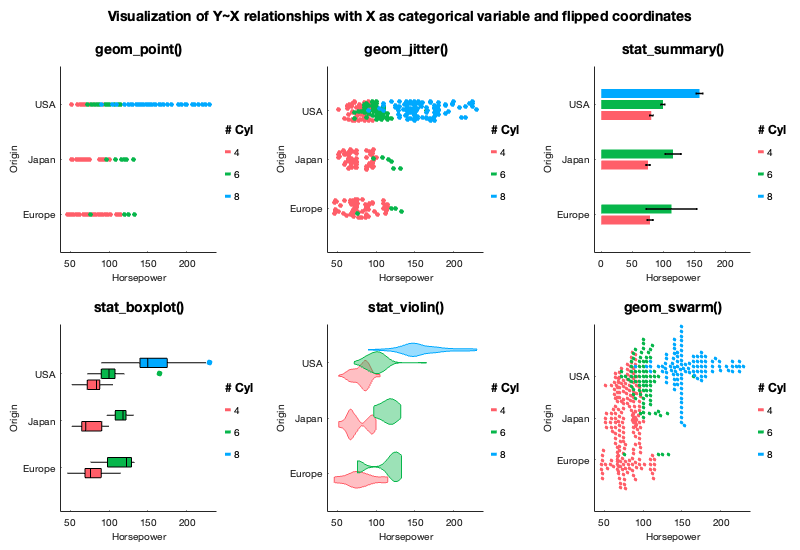 Visualization of Y~X relationships with X as categorical variable and flipped coordinates
geom_point()
Origin
USA
Japan
Europe
50 100 150 200
Horsepower
# Cyl
4
6
8
geom_jitter()
Origin
USA
Japan
Europe
50 100 150 200
Horsepower
# Cyl
4
6
8
stat_summary()
Origin
USA
Japan
Europe
0 50 100 150 200
Horsepower
# Cyl
4
6
8
stat_boxplot()
Origin
USA
Japan
Europe
50 100 150 200
Horsepower
# Cyl
4
6
8
stat_violin()
Origin
USA
Japan
Europe
50 100 150 200
Horsepower
geom_swarm()
Origin
USA
Japan
Europe
50 100 150 200
Horsepower
# Cyl
4
6
8